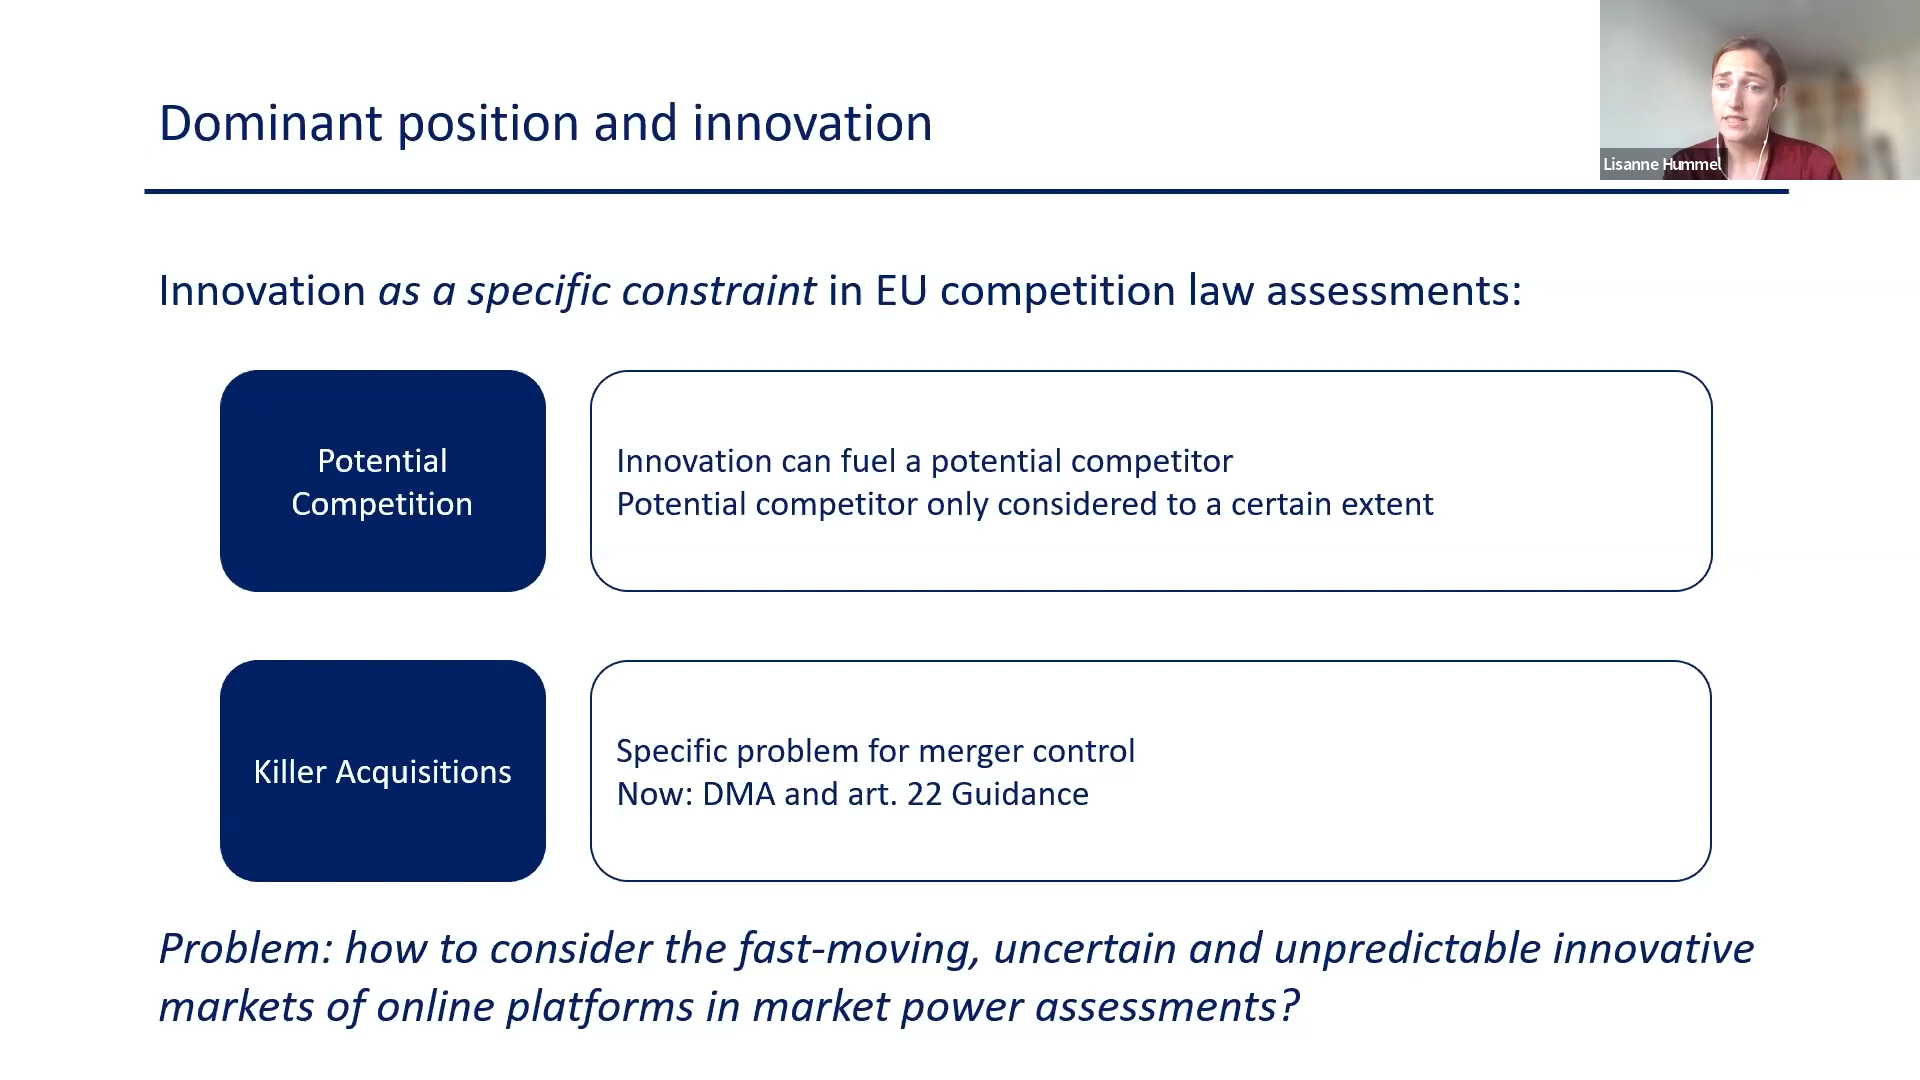 Dominant position and innovation
Lisanne Hummel
Innovation as a specific constraint in EU competition law assessments:
Potential
Competition
Innovation can fuel a potential competitor
Potential competitor only considered to a certain extent
Killer Acquisitions
Specific problem for merger control
Now: DMA and art. 22 Guidance
Problem: how to consider the fast-moving, uncertain and unpredictable innovative
markets of online platforms in market power assessments?